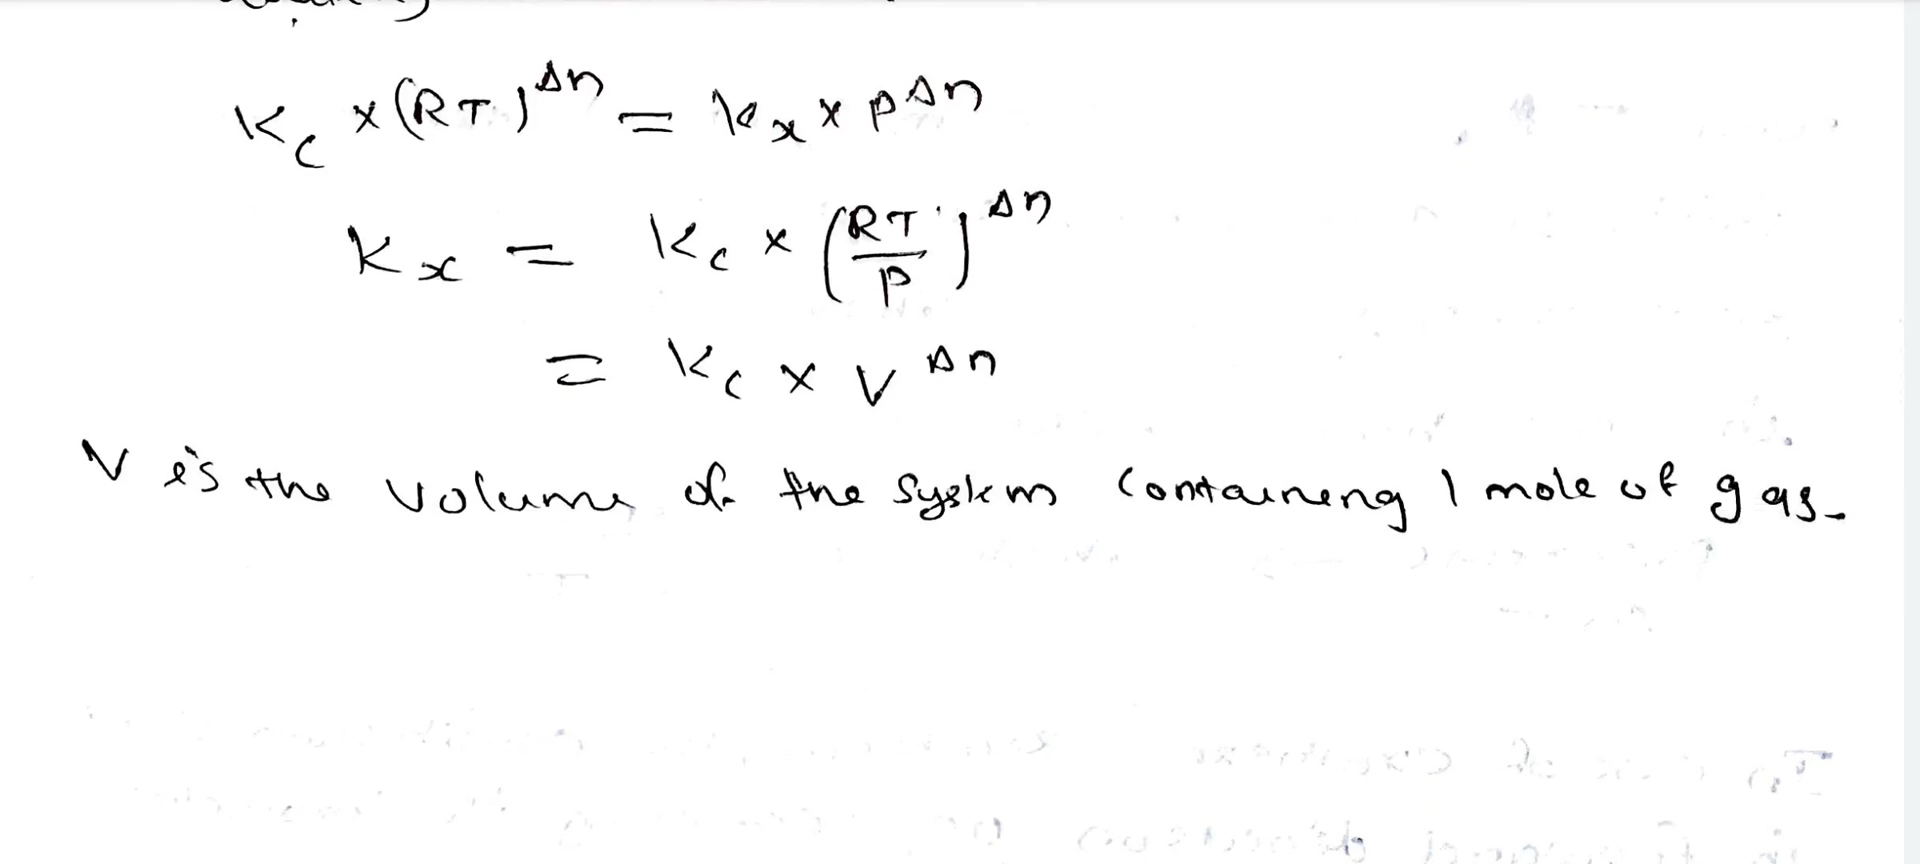 Kc × (RT)^Δn = Kx × P^Δn
Kx = Kc × (RT/P)^Δn
= Kc × V^Δn
V is the volume of the system containing 1 mole of gas.